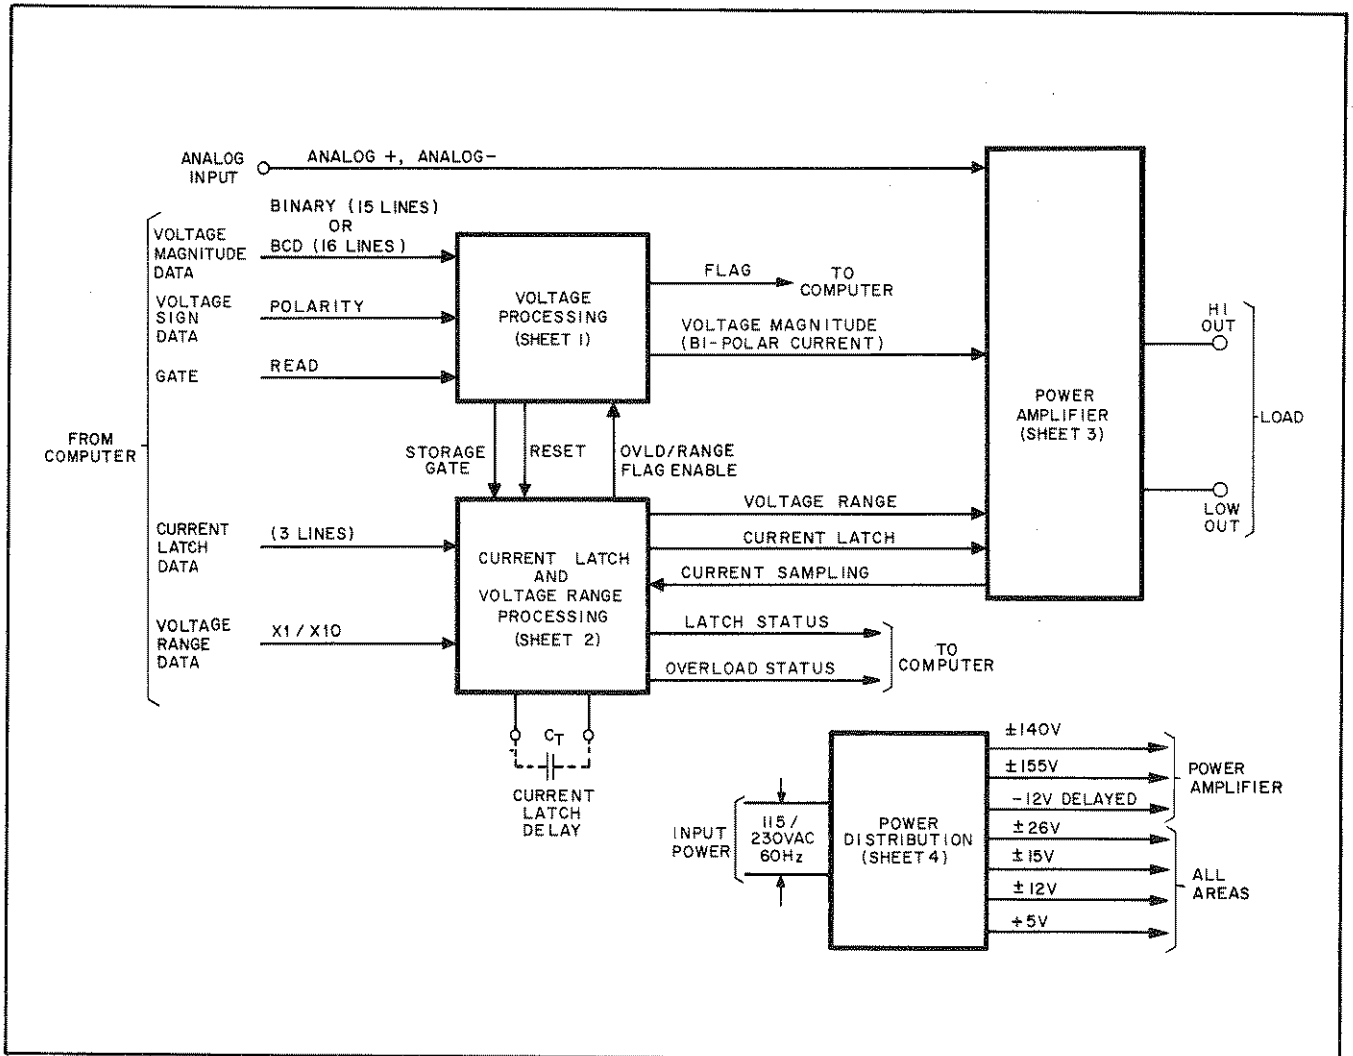 ANALOG
INPUT
ANALOG +, ANALOG-
FROM
COMPUTER
VOLTAGE
MAGNITUDE
DATA
BINARY (15 LINES)
OR
BCD (16 LINES)
VOLTAGE
SIGN
DATA
POLARITY
GATE
READ
VOLTAGE
PROCESSING
(SHEET 1)
FLAG
TO
COMPUTER
VOLTAGE MAGNITUDE
(BI-POLAR CURRENT)
POWER
AMPLIFIER
(SHEET 3)
HI
OUT
LOAD
LOW
OUT
STORAGE
GATE
RESET
OVLD/RANGE
FLAG ENABLE
CURRENT
LATCH
DATA
(3 LINES)
VOLTAGE
RANGE
DATA
X1/X10
CURRENT LATCH
AND
VOLTAGE RANGE
PROCESSING
(SHEET 2)
VOLTAGE RANGE
CURRENT LATCH
CURRENT SAMPLING
LATCH STATUS
OVERLOAD STATUS
TO
COMPUTER
CT
CURRENT
LATCH
DELAY
INPUT
POWER
115/
230VAC
60Hz
POWER
DISTRIBUTION
(SHEET 4)
±140V
±155V
-12V DELAYED
±26V
±15V
±12V
+5V
POWER
AMPLIFIER
ALL
AREAS